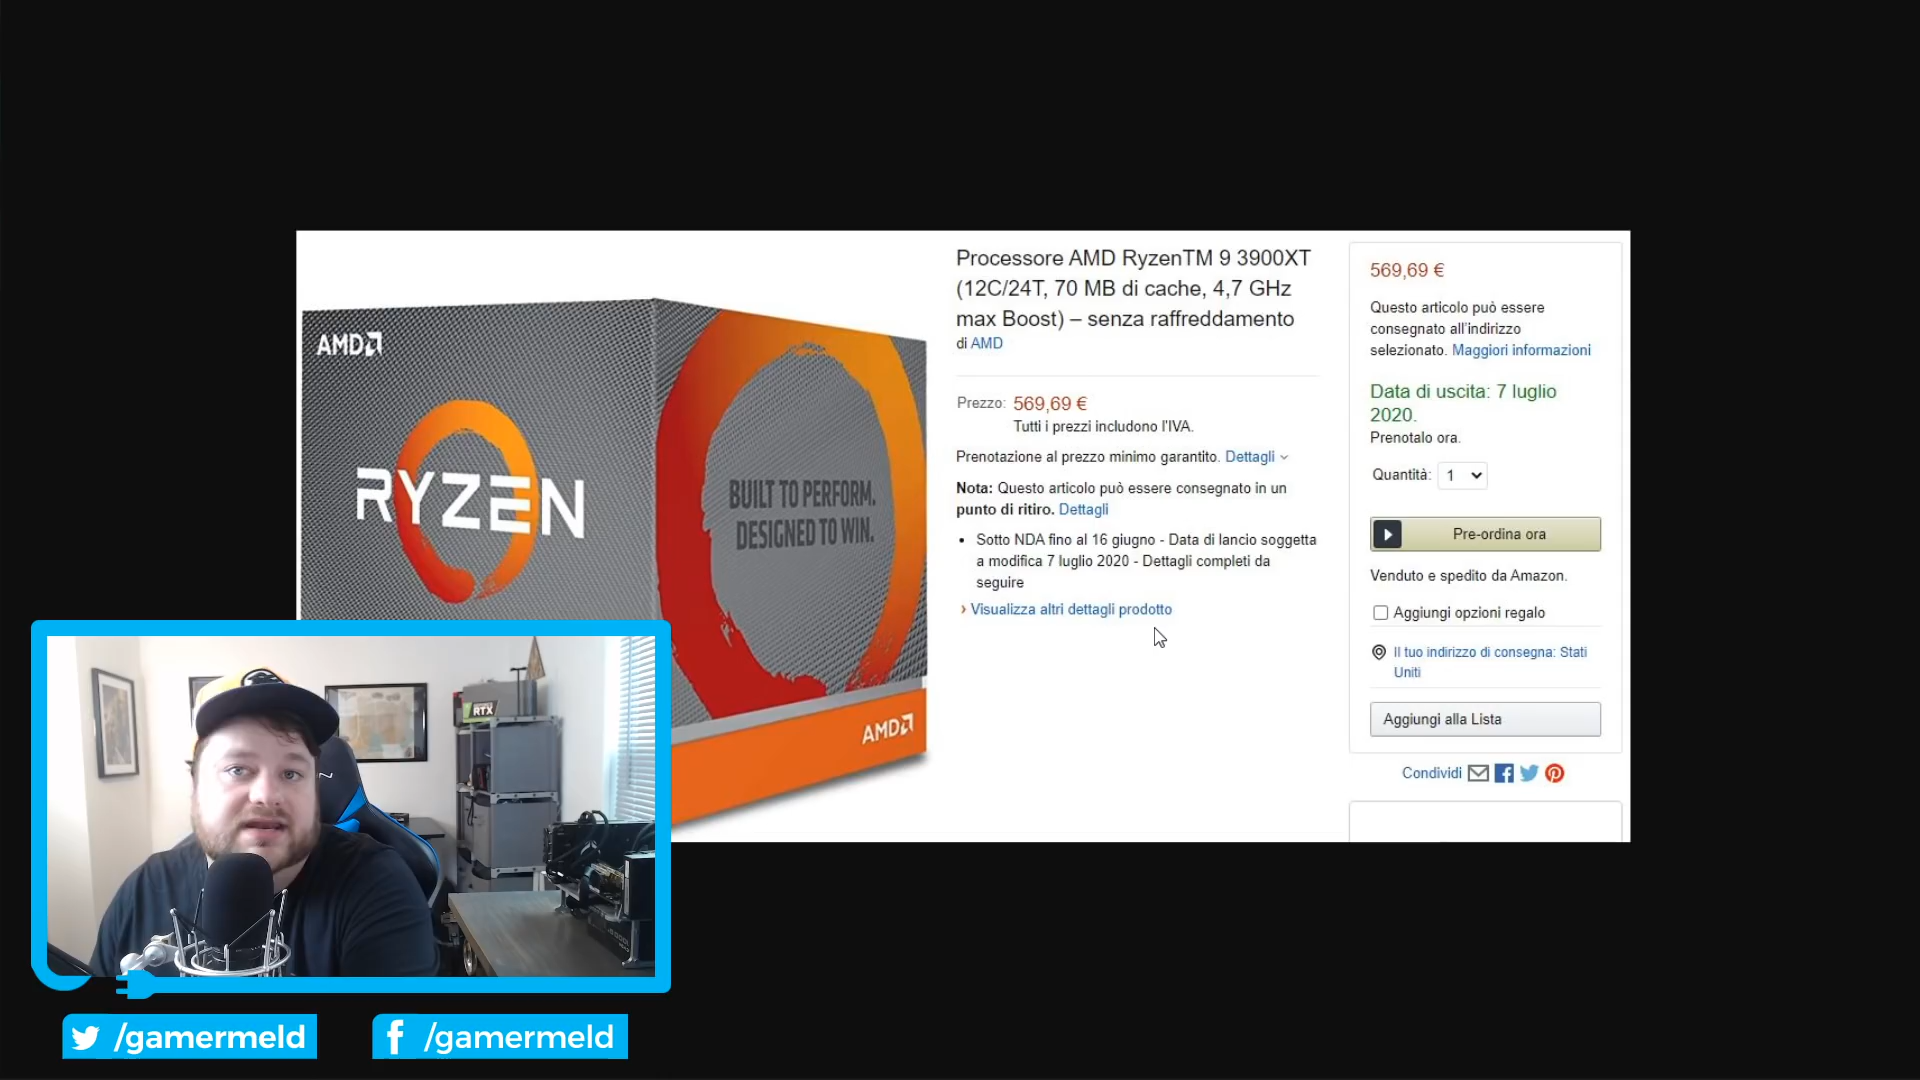 AMD
RYZEN
BUILT TO PERFORM.
DESIGNED TO WIN.
AMD
Processore AMD RyzenTM 9 3900XT
(12C/24T, 70 MB di cache, 4,7 GHz
max Boost) – senza raffreddamento
di AMD
Prezzo: 569,69 €
Tutti i prezzi includono l'IVA.
Prenotazione al prezzo minimo garantito. Dettagli
Nota: Questo articolo può essere consegnato in un
punto di ritiro. Dettagli
• Sotto NDA fino al 16 giugno - Data di lancio soggetta
a modifica 7 luglio 2020 - Dettagli completi da
seguire
› Visualizza altri dettagli prodotto
569,69 €
Questo articolo può essere
consegnato all'indirizzo
selezionato. Maggiori informazioni
Data di uscita: 7 luglio
2020.
Prenotalo ora.
Quantità: 1
Pre-ordina ora
Venduto e spedito da Amazon.
Aggiungi opzioni regalo
Il tuo indirizzo di consegna: Stati
Uniti
Aggiungi alla Lista
Condividi
RTX
/gamermeld
/gamermeld